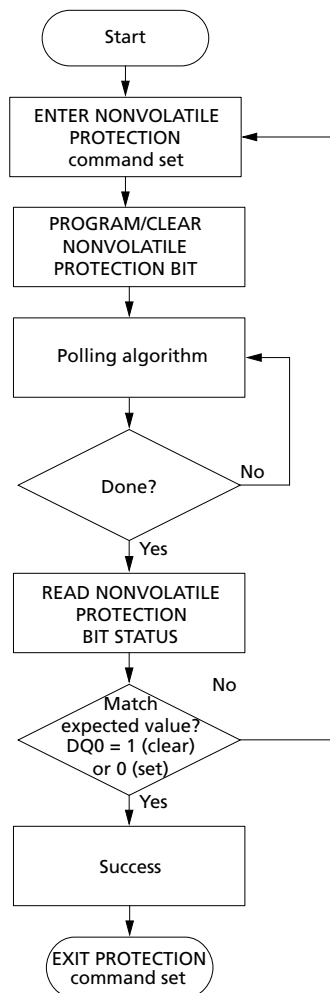 Start
ENTER NONVOLATILE
PROTECTION
command set
PROGRAM/CLEAR
NONVOLATILE
PROTECTION BIT
Polling algorithm
Done?
No
Yes
READ NONVOLATILE
PROTECTION
BIT STATUS
No
Match
expected value?
DQ0 = 1 (clear)
or 0 (set)
Yes
Success
EXIT PROTECTION
command set